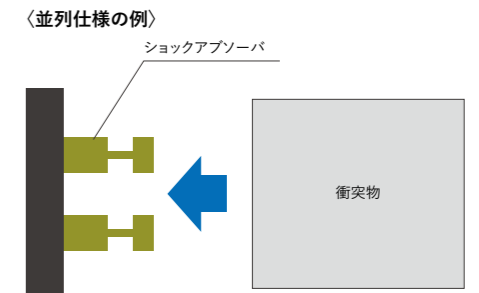 〈並列仕様の例〉
ショックアブソーバ
衝突物